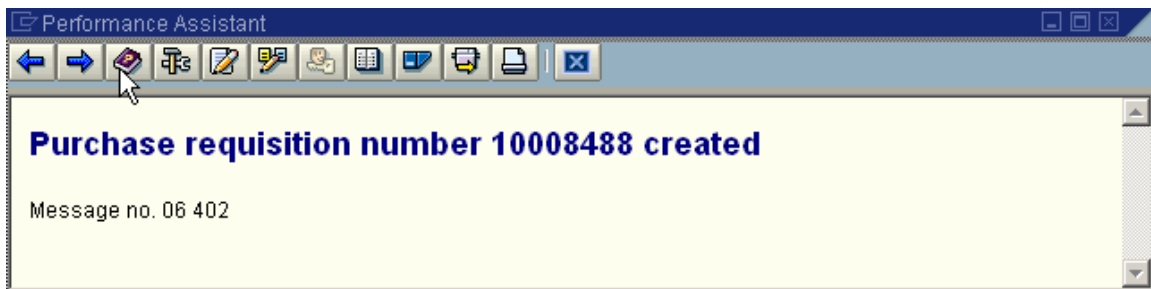 Performance Assistant
Purchase requisition number 10008488 created
Message no. 06 402